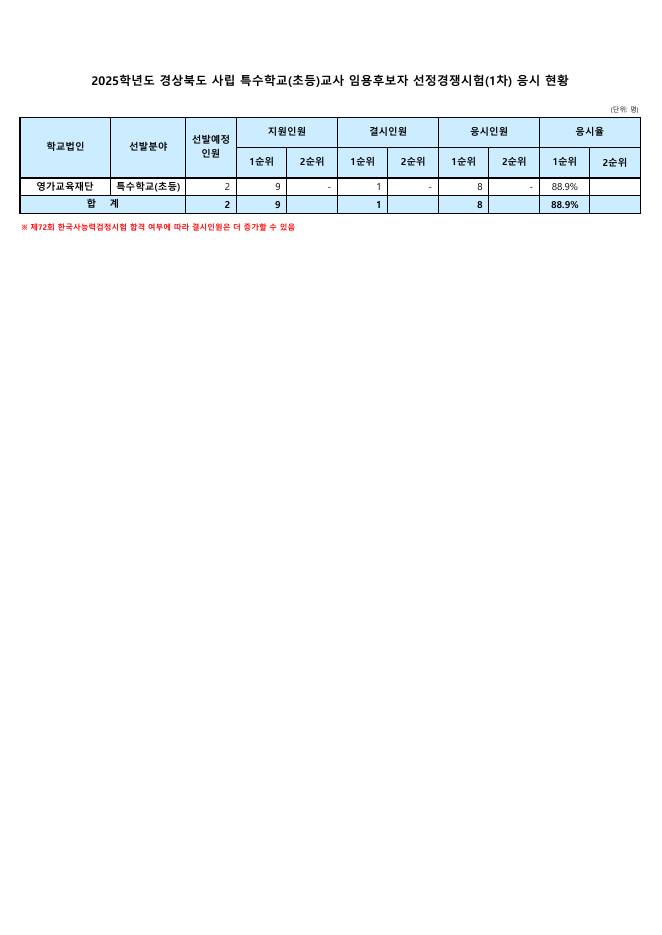 2025학년도 경상북도 사립 특수학교(초등)교사 임용후보자 선정경쟁시험(1차) 응시 현황
(단위: 명)
학교법인 선발분야 선발예정 인원 지원인원 결시인원 응시인원 응시율
1순위 2순위 1순위 2순위 1순위 2순위 1순위 2순위
영가교육재단 특수학교(초등) 2 9 - 1 - 8 - 88.9%
합 계 2 9 1 8 88.9%
※ 제72회 한국사능력검정시험 합격 여부에 따라 결시인원은 더 증가할 수 있음